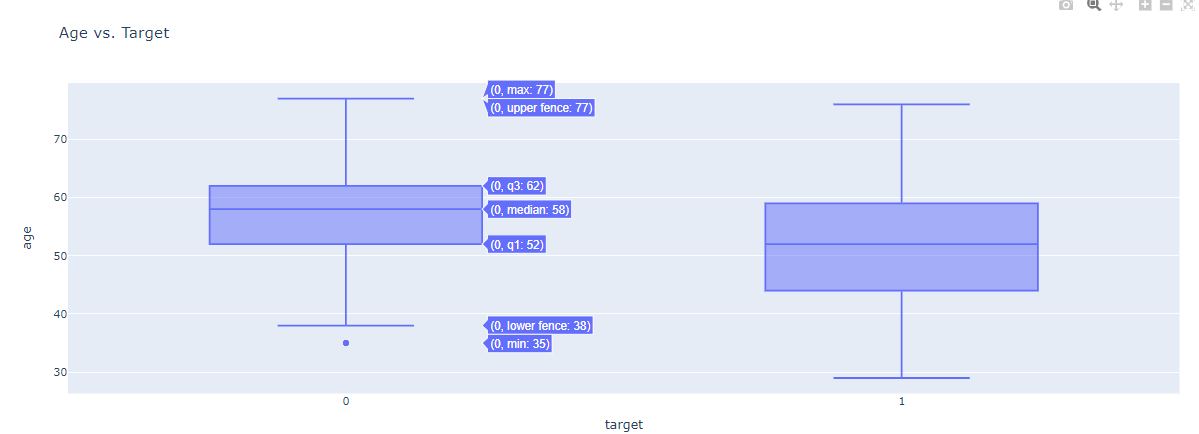 Age vs. Target
(0, max: 77)
(0, upper fence: 77)
70
(0, q3: 62)
60
(0, median: 58)
age
(0, q1: 52)
50
40
(0, lower fence: 38)
(0, min: 35)
30
0
1
target